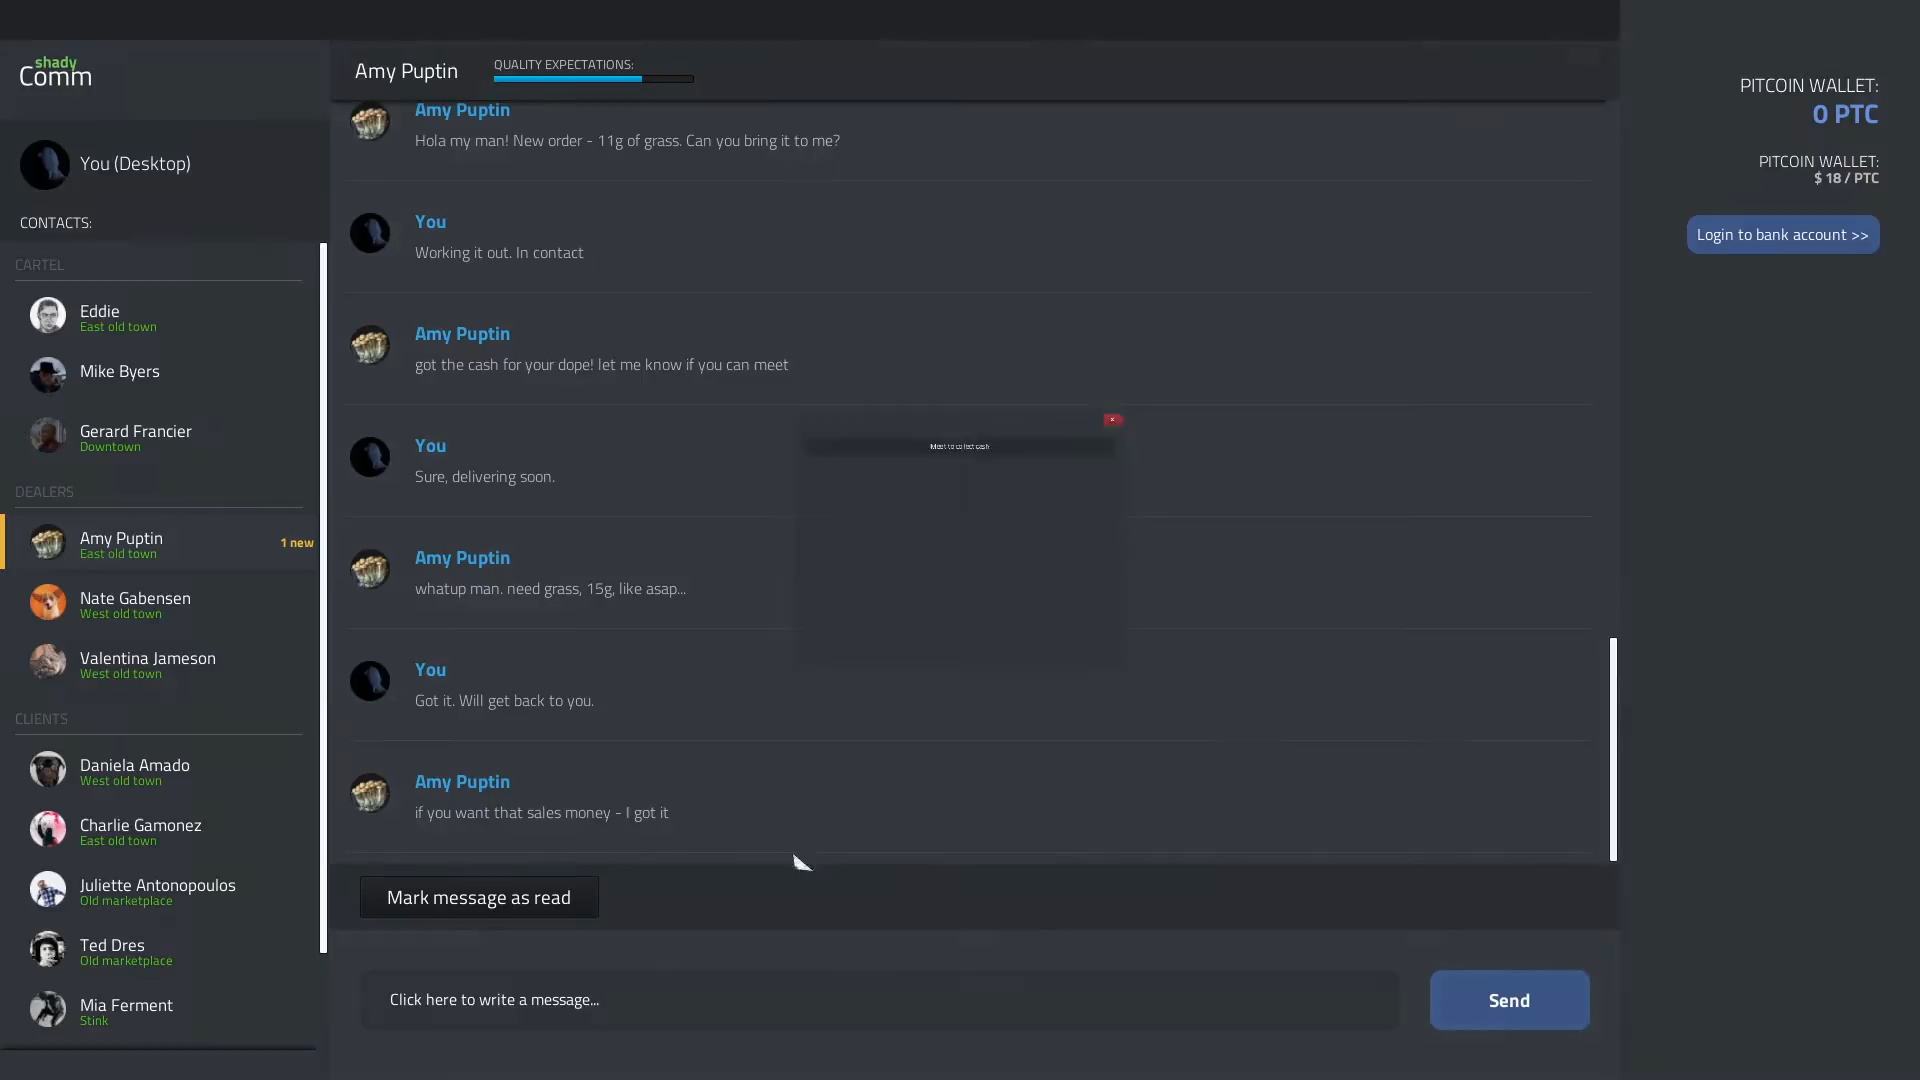 shady
Comm
You (Desktop)
CONTACTS:
CARTEL
Eddie
East old town
Mike Byers
Gerard Francier
Downtown
DEALERS
Amy Puptin
East old town
1 new
Nate Gabensen
West old town
Valentina Jameson
West old town
CLIENTS
Daniela Amado
West old town
Charlie Gamonez
East old town
Juliette Antonopoulos
Old marketplace
Ted Dres
Old marketplace
Mia Ferment
Stink
Amy Puptin
QUALITY EXPECTATIONS:
Amy Puptin
Hola my man! New order - 11g of grass. Can you bring it to me?
You
Working it out. In contact
Amy Puptin
got the cash for your dope! let me know if you can meet
You
Sure, delivering soon.
Amy Puptin
whatup man. need grass, 15g, like asap...
You
Got it. Will get back to you.
Amy Puptin
if you want that sales money - I got it
Meet to collect cash
Mark message as read
Click here to write a message...
Send
PITCOIN WALLET:
0 PTC
PITCOIN WALLET:
$ 18 / PTC
Login to bank account >>